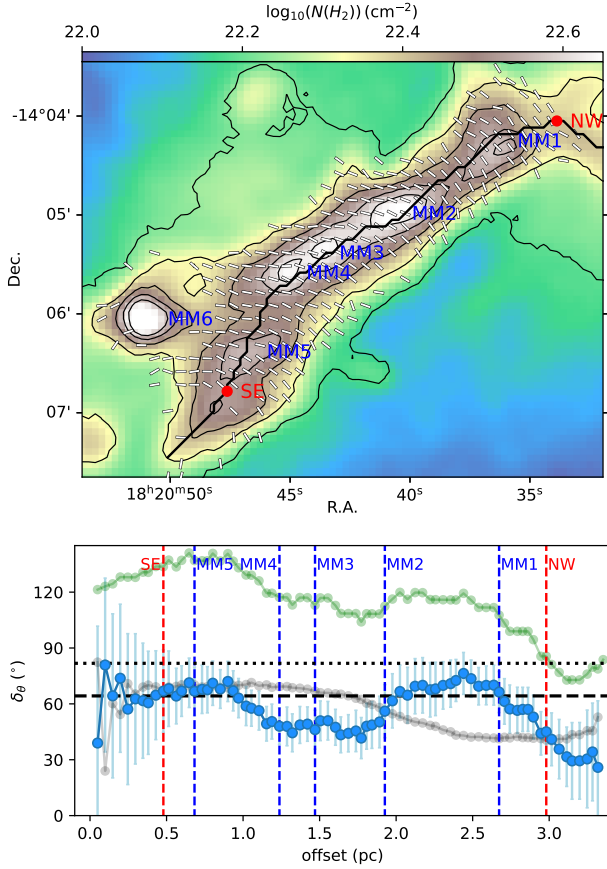 log₁₀(N(H₂)) (cm⁻²)
22.0 22.2 22.4 22.6
-14°04′
05′
06′
07′
Dec.
NW
MM1
MM2
MM3
MM4
MM6
MM5
SE
18ʰ20ᵐ50ˢ 45ˢ 40ˢ 35ˢ
R.A.
SE MM5 MM4 MM3 MM2 MM1 NW
120
90
60
30
0
δ_θ (°)
0.0 0.5 1.0 1.5 2.0 2.5 3.0
offset (pc)